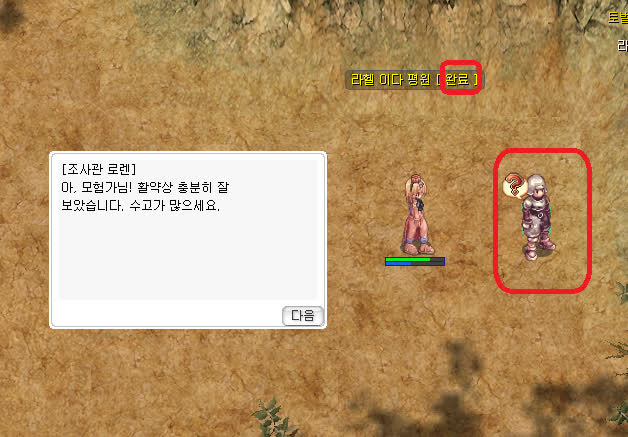 토벌
라
라헬 이다 평원 [ 완료 ]
[조사관 로렌]
아, 모험가님! 활약상 충분히 잘
보았습니다. 수고가 많으세요.
?
다음